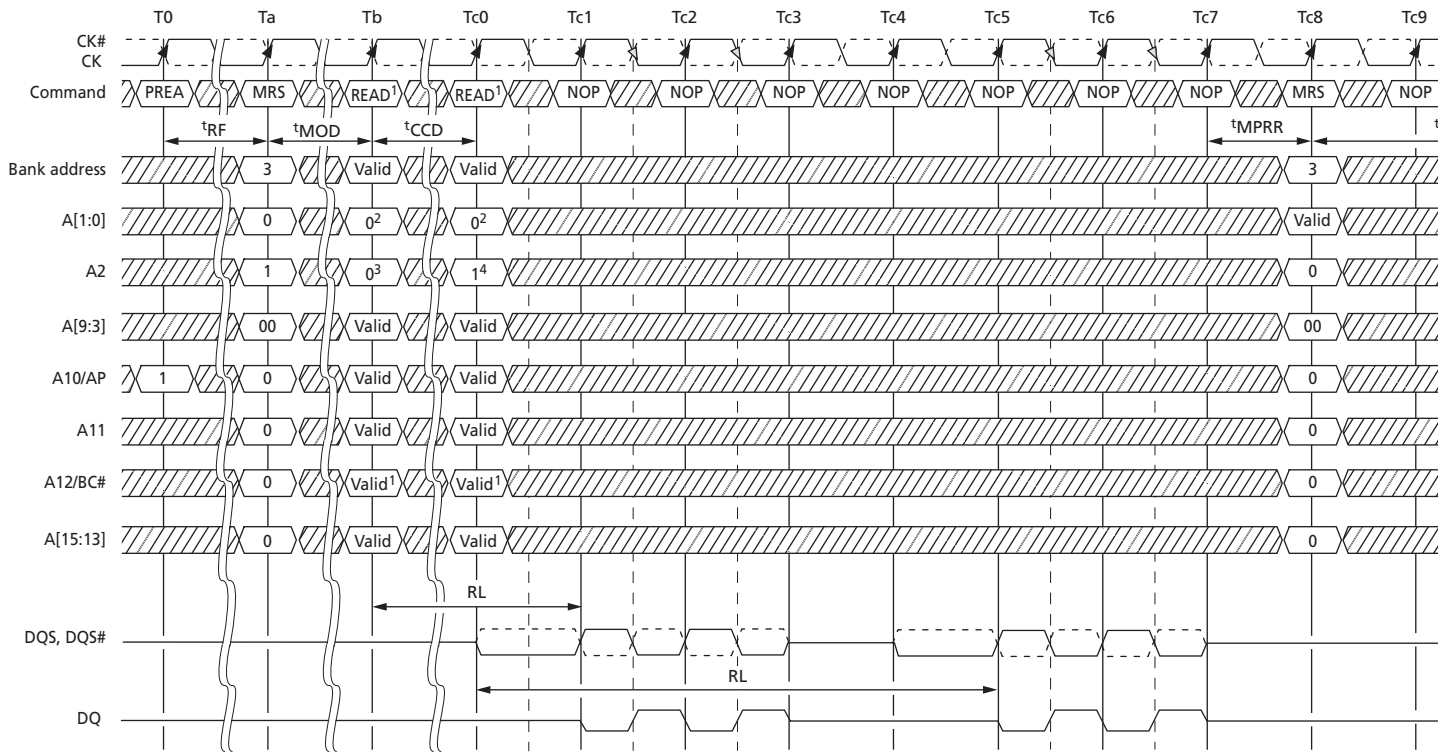 T0 Ta Tb Tc0 Tc1 Tc2 Tc3 Tc4 Tc5 Tc6 Tc7 Tc8 Tc9
CK#
CK
Command PREA MRS READ¹ READ¹ NOP NOP NOP NOP NOP NOP NOP MRS NOP
ᵗRF ᵗMOD ᵗCCD ᵗMPRR t
Bank address 3 Valid Valid 3
A[1:0] 0 0² 0² Valid
A2 1 0³ 1⁴ 0
A[9:3] 00 Valid Valid 00
A10/AP 1 0 Valid Valid 0
A11 0 Valid Valid 0
A12/BC# 0 Valid¹ Valid¹ 0
A[15:13] 0 Valid Valid 0
RL
DQS, DQS#
RL
DQ